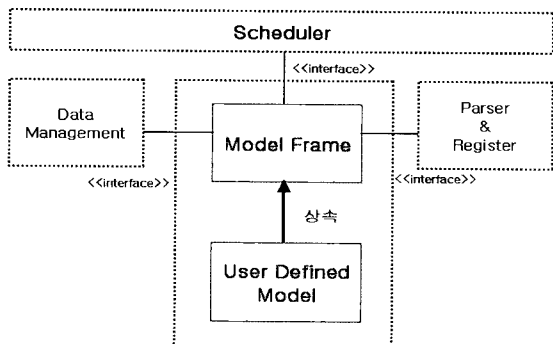 Scheduler
<<interface>>
Data
Management
Model Frame
Parser
&
Register
<<interface>>
<<interface>>
상속
User Defined
Model